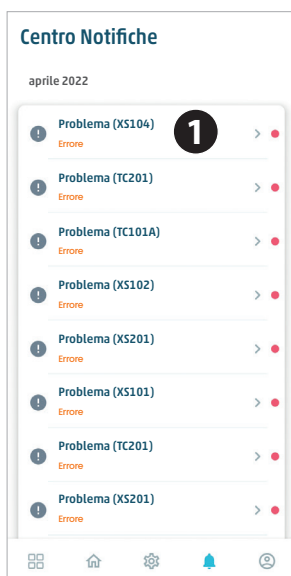 Centro Notifiche
aprile 2022
Problema (XS104)
Errore
1
Problema (TC201)
Errore
Problema (TC101A)
Errore
Problema (XS102)
Errore
Problema (XS201)
Errore
Problema (XS101)
Errore
Problema (TC201)
Errore
Problema (XS201)
Errore